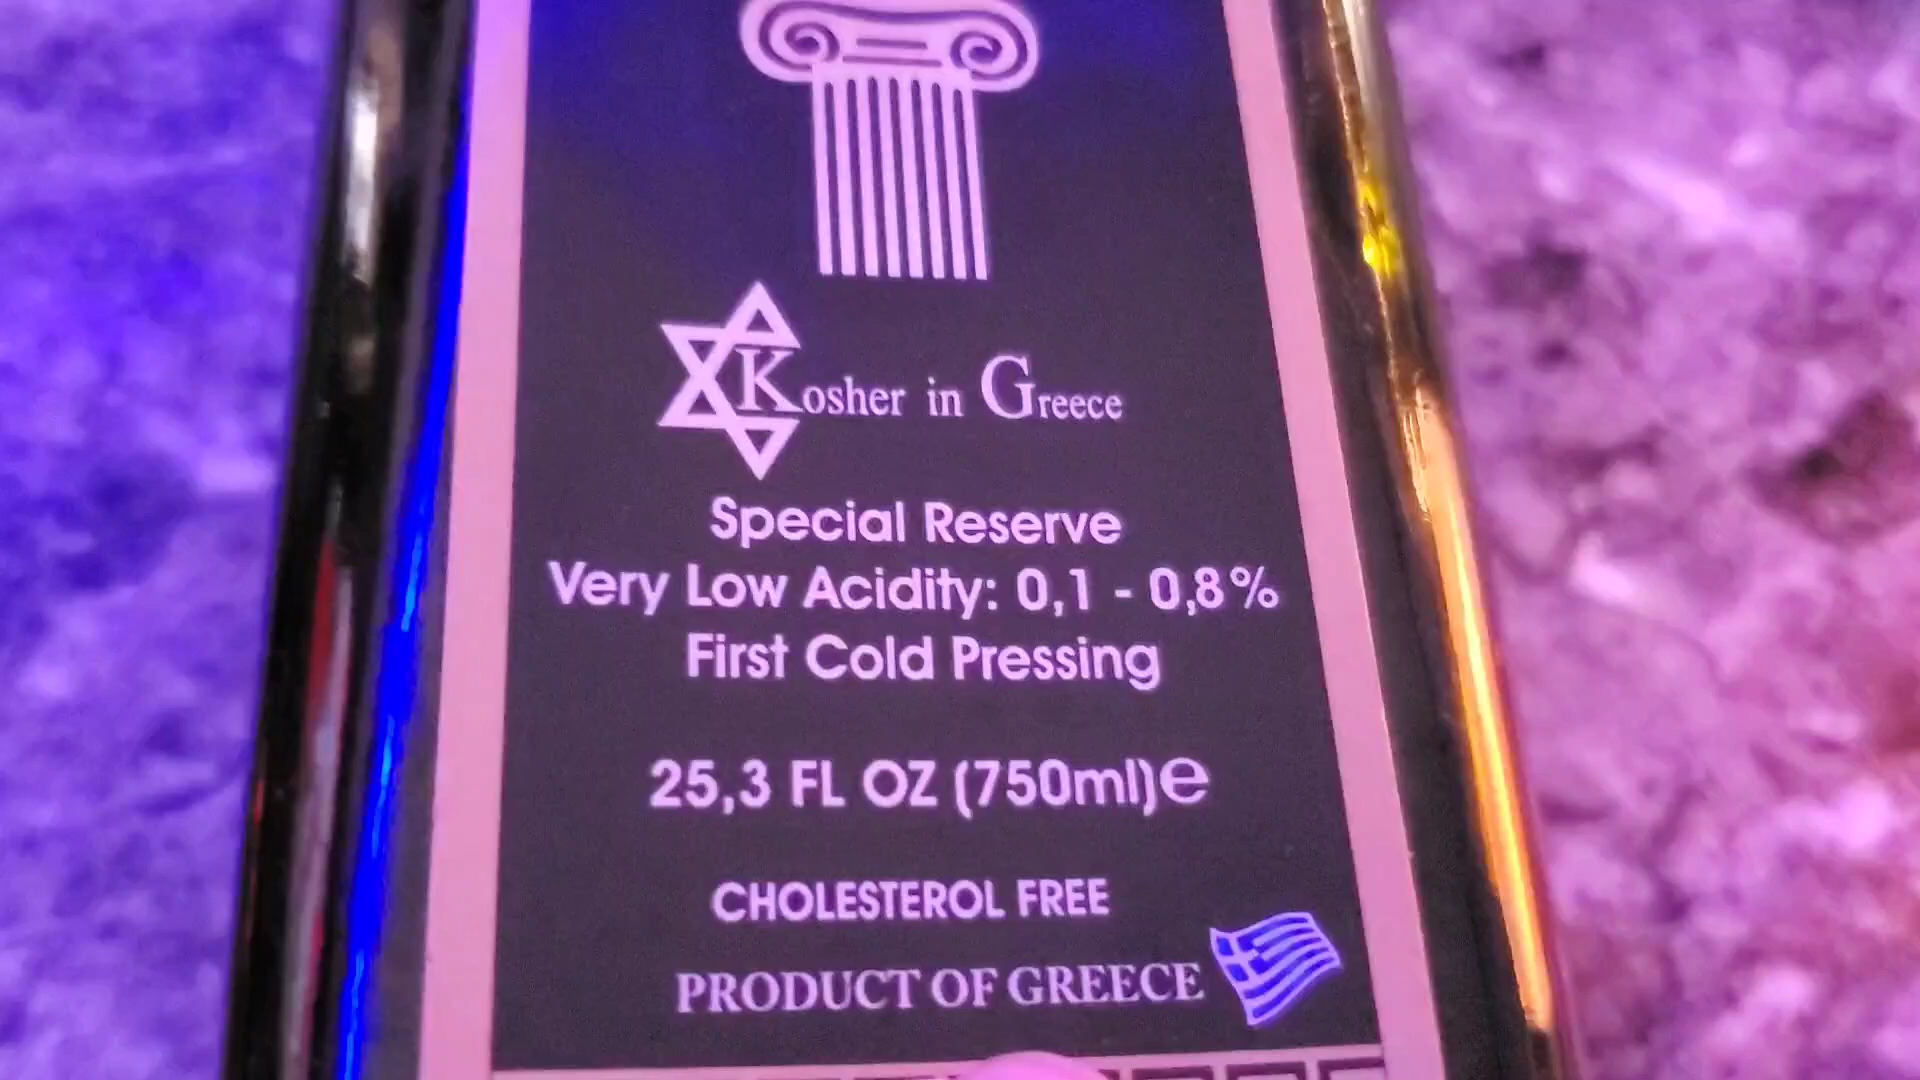 Kosher in Greece
Special Reserve
Very Low Acidity: 0,1 - 0,8%
First Cold Pressing
25,3 FL OZ (750ml)e
CHOLESTEROL FREE
PRODUCT OF GREECE